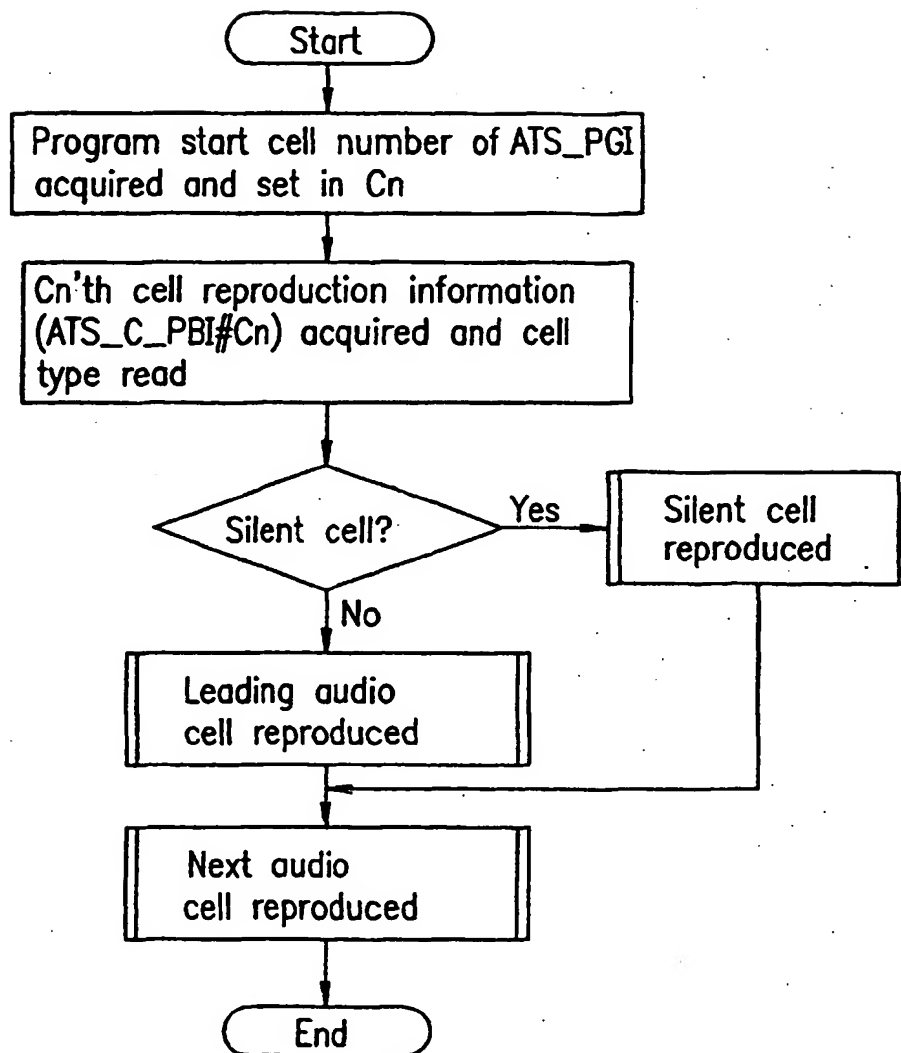 Start
Program start cell number of ATS_PGI
acquired and set in Cn
Cn'th cell reproduction information
(ATS_C_PBI#Cn) acquired and cell
type read
Silent cell?
Yes
Silent cell
reproduced
No
Leading audio
cell reproduced
Next audio
cell reproduced
End